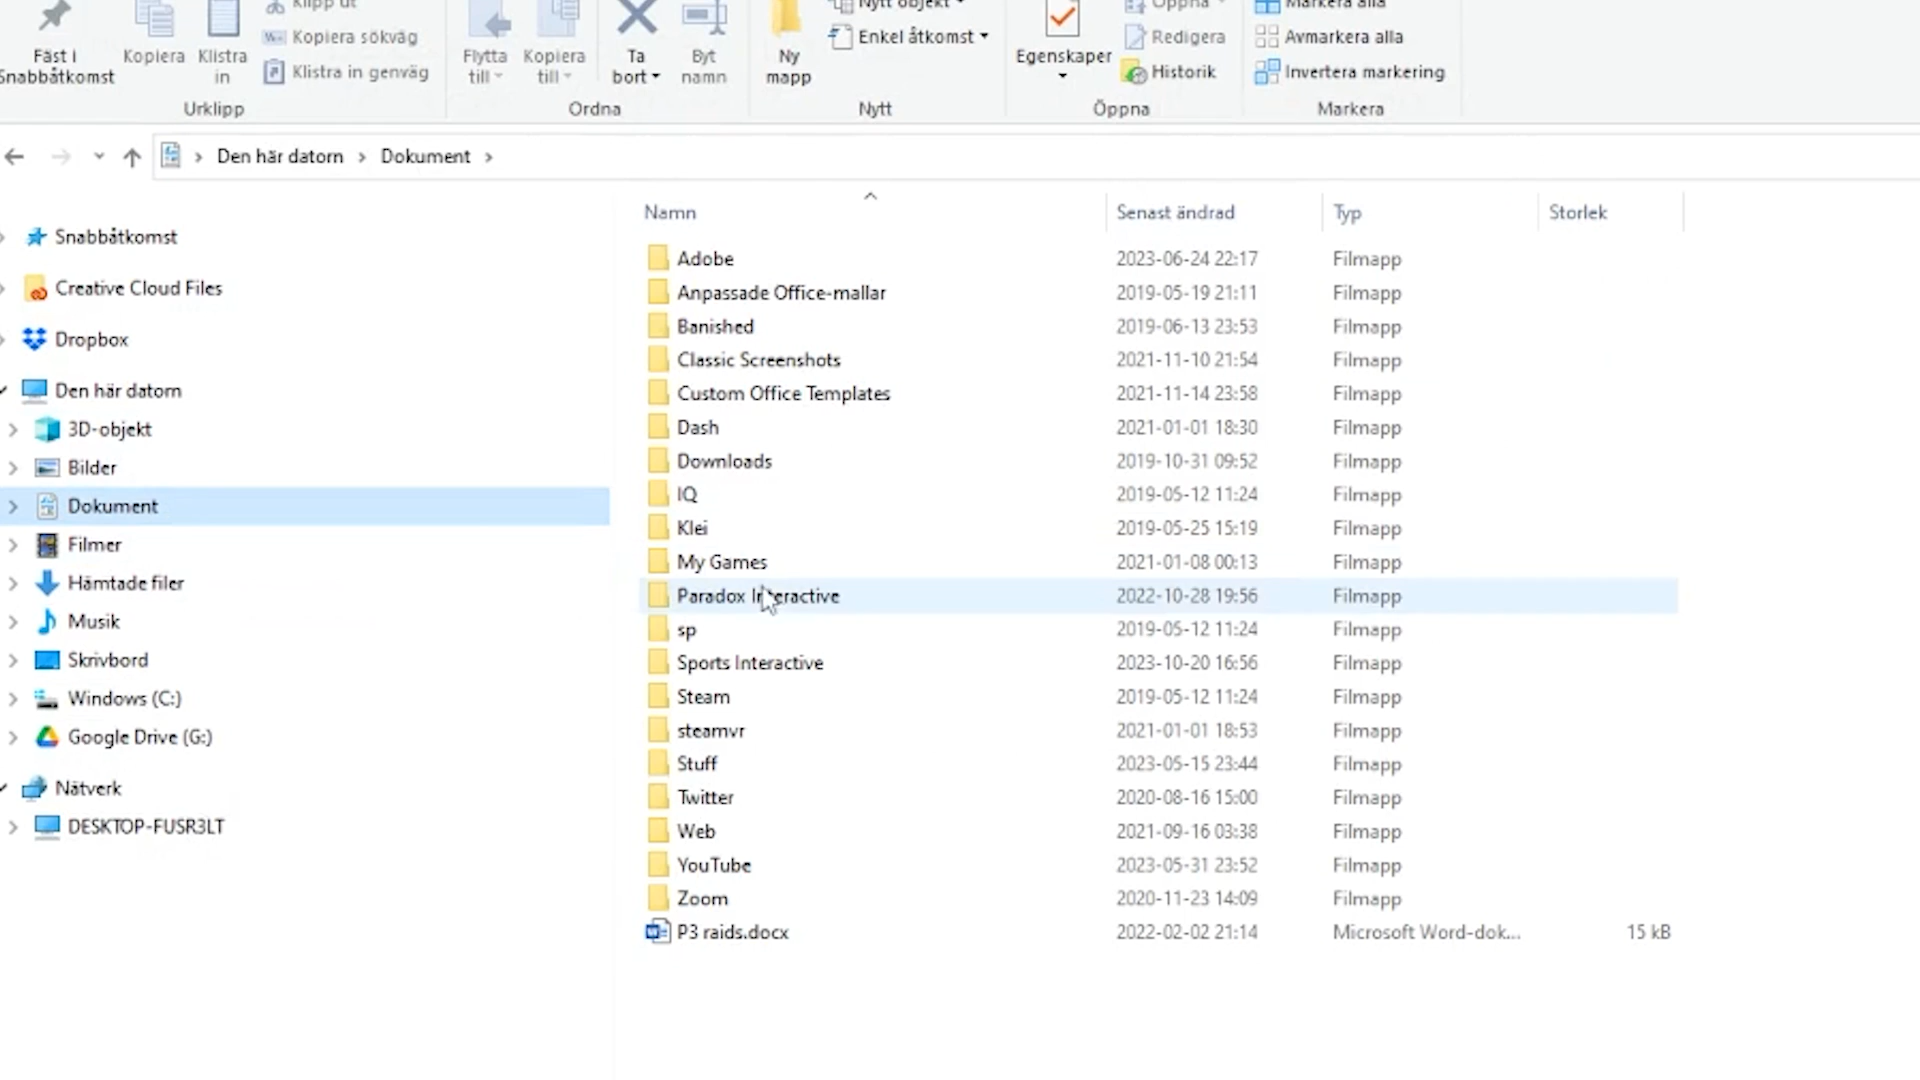 Klipp ut
Nytt objekt
Öppna
Markera alla
Kopiera sökväg
Enkel åtkomst
Redigera
Avmarkera alla
Fäst i Snabbåtkomst
Kopiera
Klistra in
Klistra in genväg
Flytta till
Kopiera till
Ta bort
Byt namn
Ny mapp
Egenskaper
Historik
Invertera markering
Urklipp
Ordna
Nytt
Öppna
Markera
Den här datorn > Dokument >
Snabbåtkomst
Creative Cloud Files
Dropbox
Den här datorn
3D-objekt
Bilder
Dokument
Filmer
Hämtade filer
Musik
Skrivbord
Windows (C:)
Google Drive (G:)
Nätverk
DESKTOP-FUSR3LT
Namn Senast ändrad Typ Storlek
Adobe 2023-06-24 22:17 Filmapp
Anpassade Office-mallar 2019-05-19 21:11 Filmapp
Banished 2019-06-13 23:53 Filmapp
Classic Screenshots 2021-11-10 21:54 Filmapp
Custom Office Templates 2021-11-14 23:58 Filmapp
Dash 2021-01-01 18:30 Filmapp
Downloads 2019-10-31 09:52 Filmapp
IQ 2019-05-12 11:24 Filmapp
Klei 2019-05-25 15:19 Filmapp
My Games 2021-01-08 00:13 Filmapp
Paradox Interactive 2022-10-28 19:56 Filmapp
sp 2019-05-12 11:24 Filmapp
Sports Interactive 2023-10-20 16:56 Filmapp
Steam 2019-05-12 11:24 Filmapp
steamvr 2021-01-01 18:53 Filmapp
Stuff 2023-05-15 23:44 Filmapp
Twitter 2020-08-16 15:00 Filmapp
Web 2021-09-16 03:38 Filmapp
YouTube 2023-05-31 23:52 Filmapp
Zoom 2020-11-23 14:09 Filmapp
P3 raids.docx 2022-02-02 21:14 Microsoft Word-dok... 15 kB